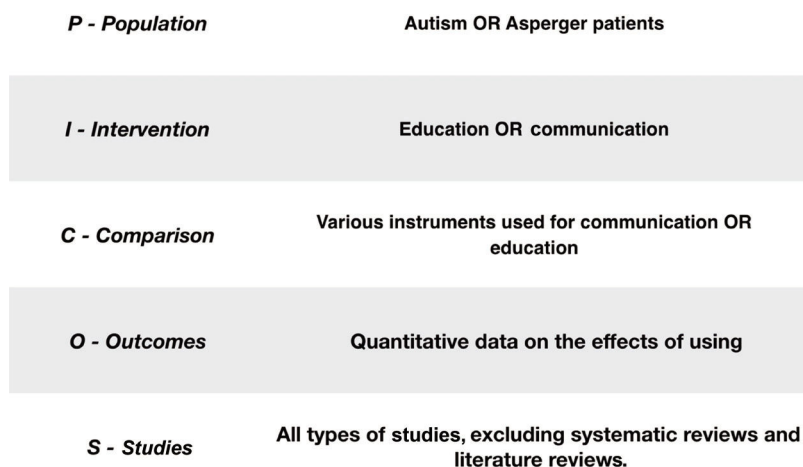 P - Population
Autism OR Asperger patients
I - Intervention
Education OR communication
C - Comparison
Various instruments used for communication OR
education
O - Outcomes
Quantitative data on the effects of using
S - Studies
All types of studies, excluding systematic reviews and
literature reviews.